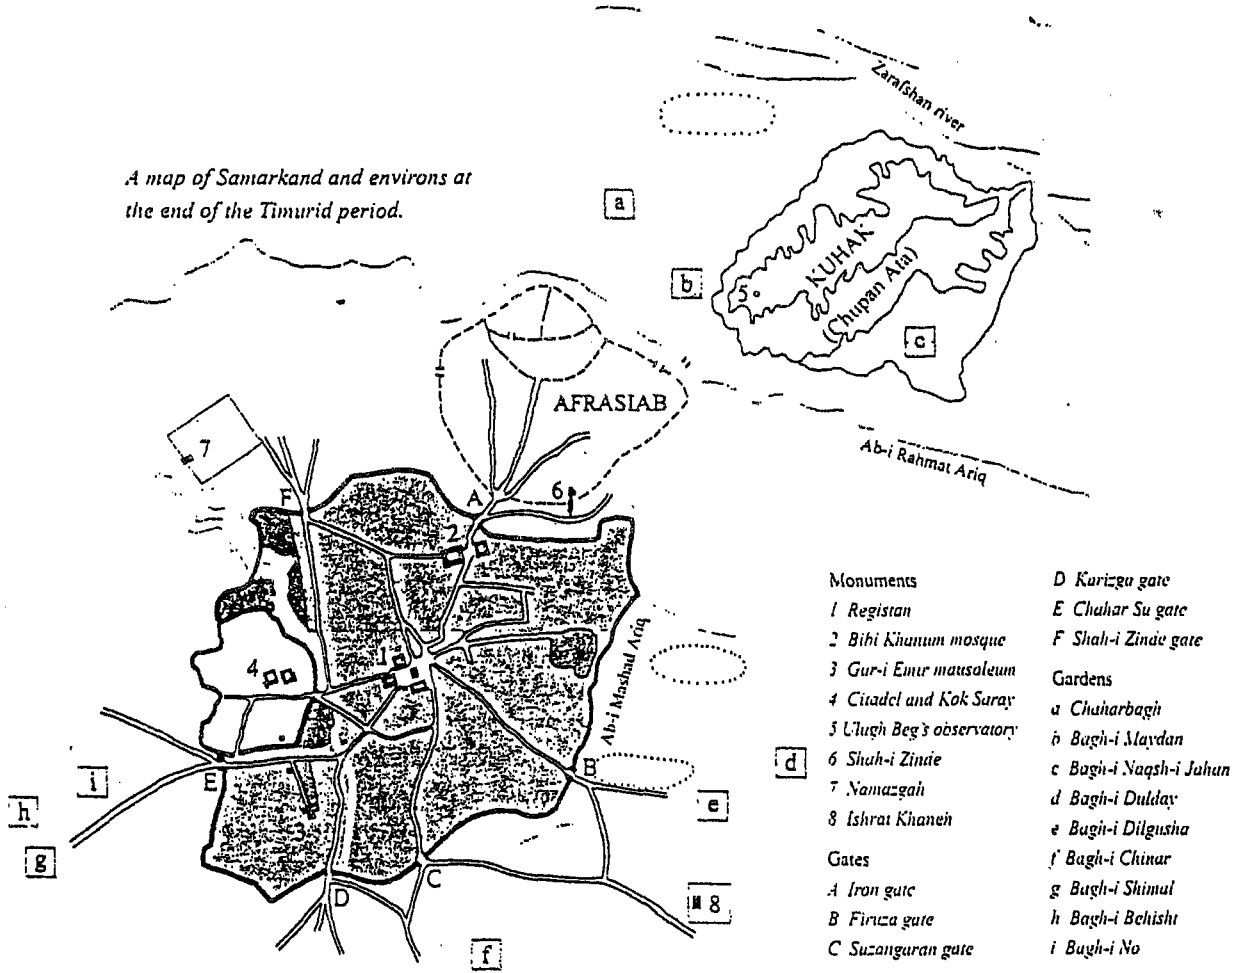 A map of Samarkand and environs at
the end of the Timurid period.
Zarafshan river
a
b
5
KUHAK
(Chupan Ata)
c
AFRASIAB
Ab-i Rahmat Ariq
7
F
A
6
2
1
4
Ab-i Mashad Ariq
E
B
3
i
h
g
d
e
C
D
8
f
Monuments
1 Registan
2 Bibi Khanum mosque
3 Gur-i Emir mausoleum
4 Citadel and Kok Saray
5 Ulugh Beg's observatory
6 Shah-i Zinde
7 Namazgah
8 Ishrat Khaneh
Gates
A Iron gate
B Firuza gate
C Suzangaran gate
D Karizga gate
E Chahar Su gate
F Shah-i Zinde gate
Gardens
a Chaharbagh
b Bagh-i Maydan
c Bagh-i Naqsh-i Jahan
d Bagh-i Dulday
e Bagh-i Dilgusha
f Bagh-i Chinar
g Bagh-i Shimal
h Bagh-i Behisht
i Bagh-i No